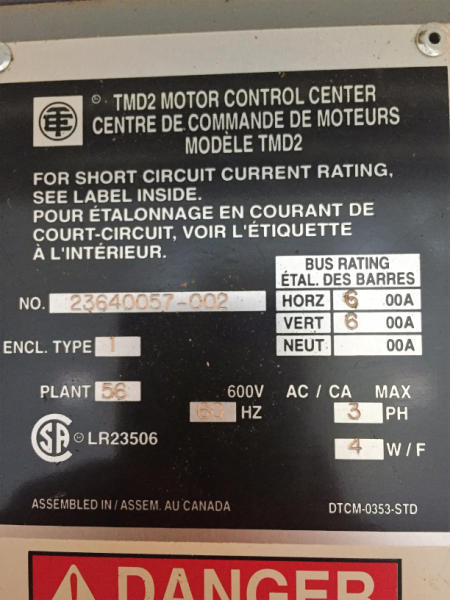 TMD2 MOTOR CONTROL CENTER
CENTRE DE COMMANDE DE MOTEURS
MODÈLE TMD2
FOR SHORT CIRCUIT CURRENT RATING,
SEE LABEL INSIDE.
POUR ÉTALONNAGE EN COURANT DE
COURT-CIRCUIT, VOIR L'ÉTIQUETTE
À L'INTÉRIEUR.
BUS RATING
ÉTAL. DES BARRES
NO. 23640057-002
HORZ 6 00A
VERT 6 00A
NEUT 00A
ENCL. TYPE 1
PLANT 56
600V AC / CA MAX
60 HZ 3 PH
4 W/F
CSA LR23506
ASSEMBLED IN / ASSEM. AU CANADA
DTCM-0353-STD
DANGER